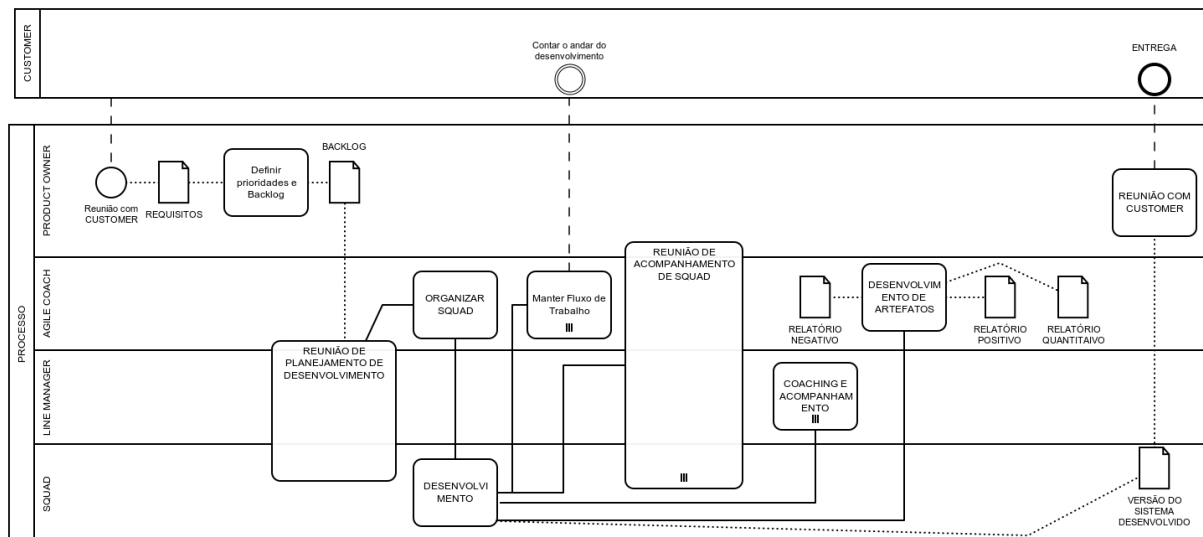 CUSTOMER
Contar o andar do
desenvolvimento
ENTREGA
PROCESSO
PRODUCT OWNER
Reunião com
CUSTOMER
REQUISITOS
Definir
prioridades e
Backlog
BACKLOG
REUNIÃO COM
CUSTOMER
AGILE COACH
ORGANIZAR
SQUAD
Manter Fluxo de
Trabalho
REUNIÃO DE
ACOMPANHAMENTO
DE SQUAD
RELATÓRIO
NEGATIVO
DESENVOLVIM
ENTO DE
ARTEFATOS
RELATÓRIO
POSITIVO
RELATÓRIO
QUANTITAIVO
LINE MANAGER
REUNIÃO DE
PLANEJAMENTO DE
DESENVOLVIMENTO
COACHING E
ACOMPANHAM
ENTO
SQUAD
DESENVOLVI
MENTO
VERSÃO DO
SISTEMA
DESENVOLVIDO